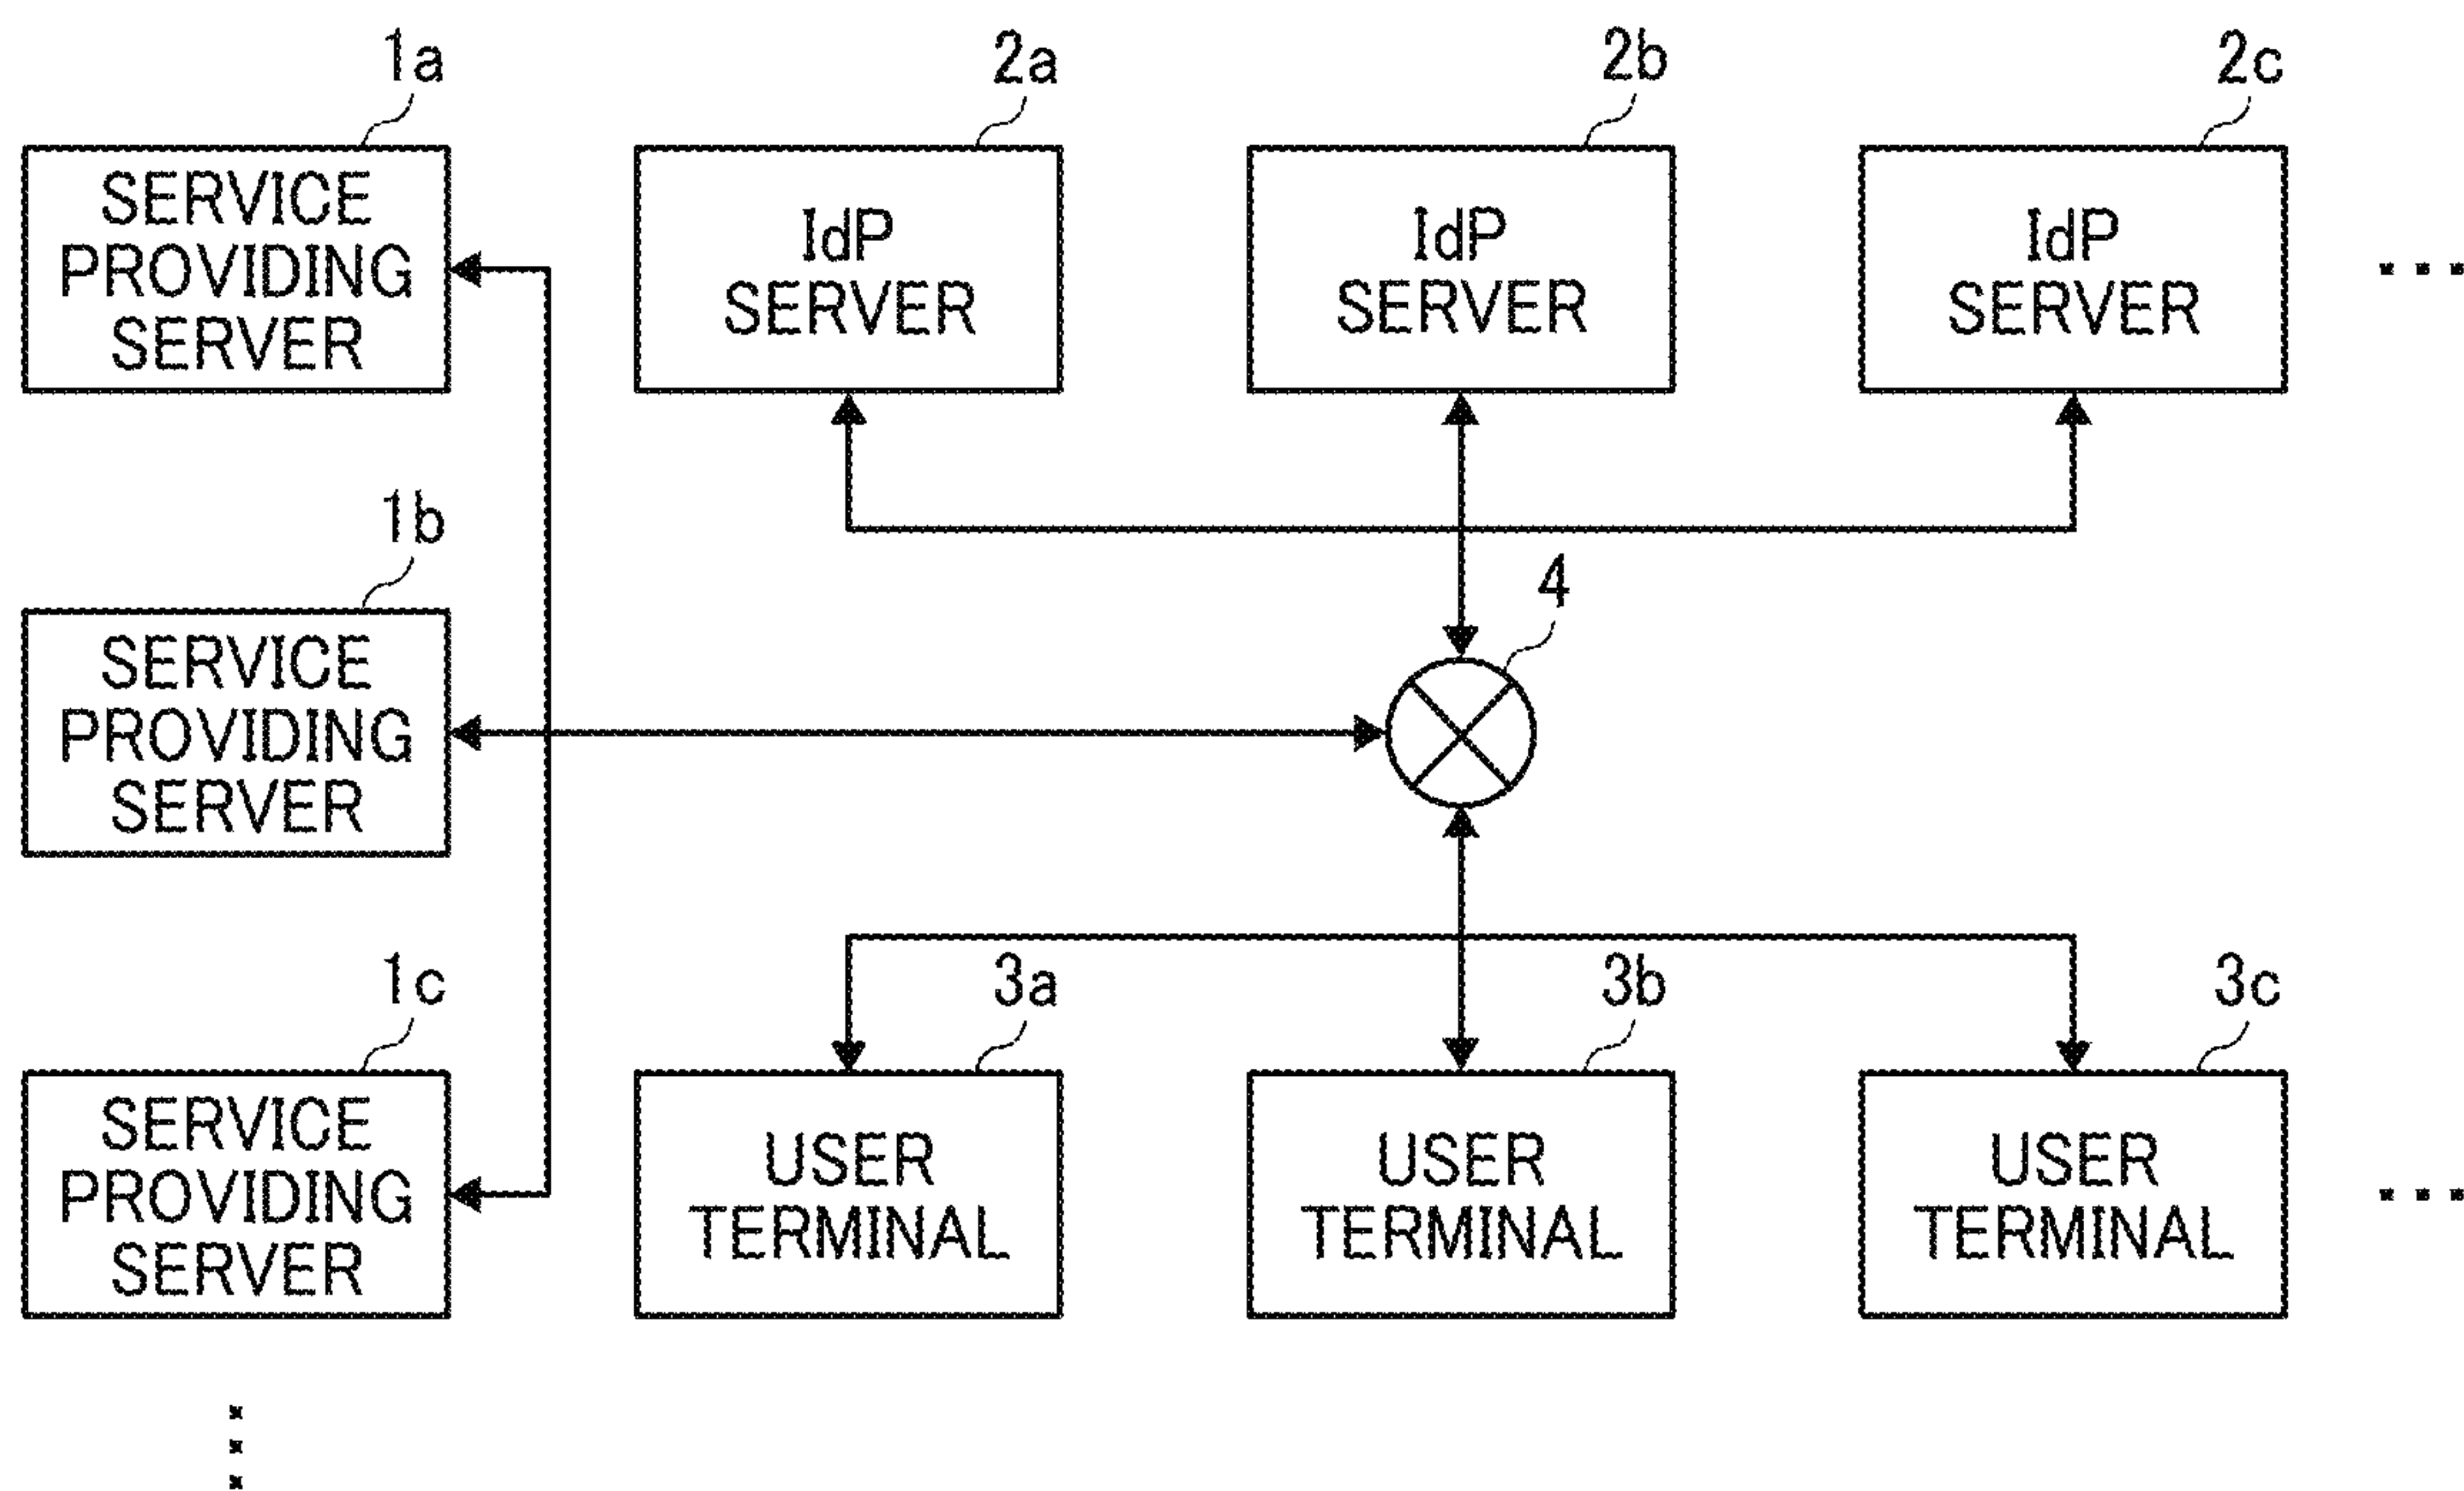 1a
2a
2b
2c
SERVICE
PROVIDING
SERVER
IdP
SERVER
IdP
SERVER
IdP
SERVER
1b
SERVICE
PROVIDING
SERVER
4
1c
3a
3b
3c
SERVICE
PROVIDING
SERVER
USER
TERMINAL
USER
TERMINAL
USER
TERMINAL